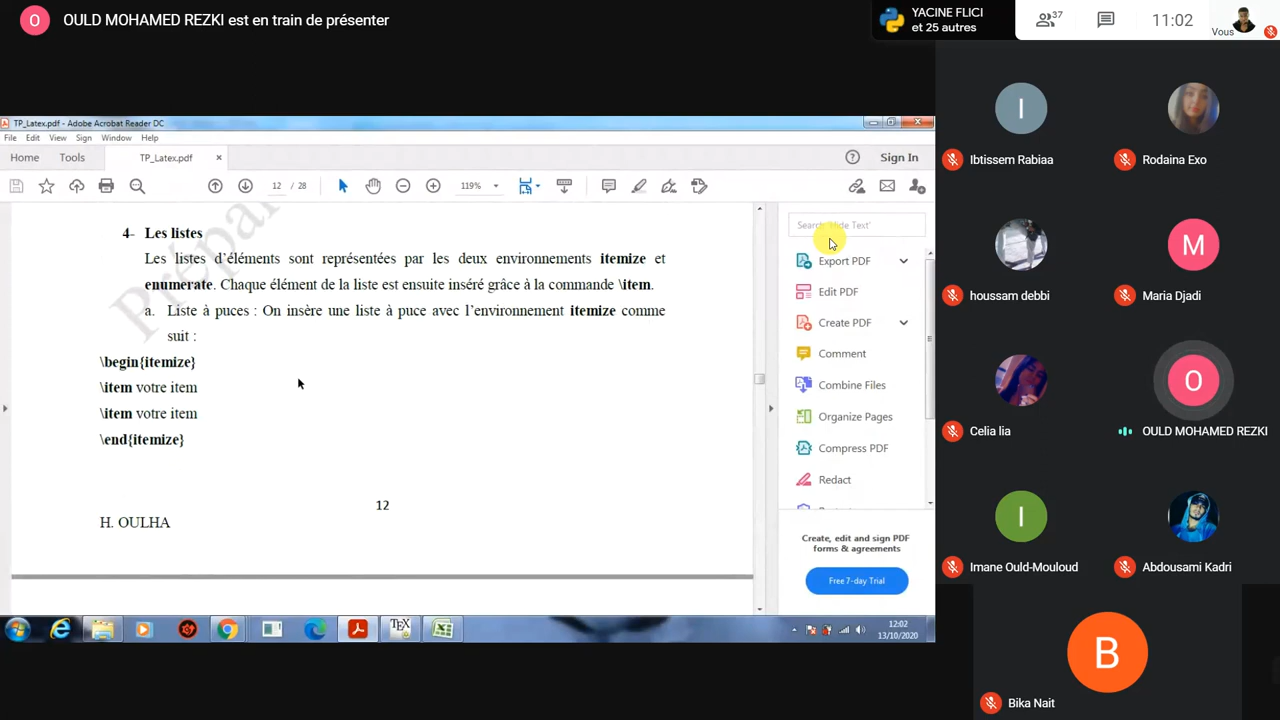 O OULD MOHAMED REZKI est en train de présenter
YACINE FLICI
et 25 autres
37
11:02
Vous
TP_Latex.pdf - Adobe Acrobat Reader DC
File Edit View Sign Window Help
Home Tools TP_Latex.pdf × Sign In
12 / 28 119%
Prépar
4- Les listes
Les listes d’éléments sont représentées par les deux environnements itemize et
enumerate. Chaque élément de la liste est ensuite inséré grâce à la commande \item.
a. Liste à puces : On insère une liste à puce avec l’environnement itemize comme
suit :
\begin{itemize}
\item votre item
\item votre item
\end{itemize}
12
H. OULHA
Search 'Hide Text'
Export PDF
Edit PDF
Create PDF
Comment
Combine Files
Organize Pages
Compress PDF
Redact
Create, edit and sign PDF
forms & agreements
Free 7-day Trial
TEX
12:02
13/10/2020
I
Ibtissem Rabiaa
Rodaina Exo
houssam debbi
M
Maria Djadi
Celia lia
O
OULD MOHAMED REZKI
I
Imane Ould-Mouloud
Abdousami Kadri
B
Bika Nait